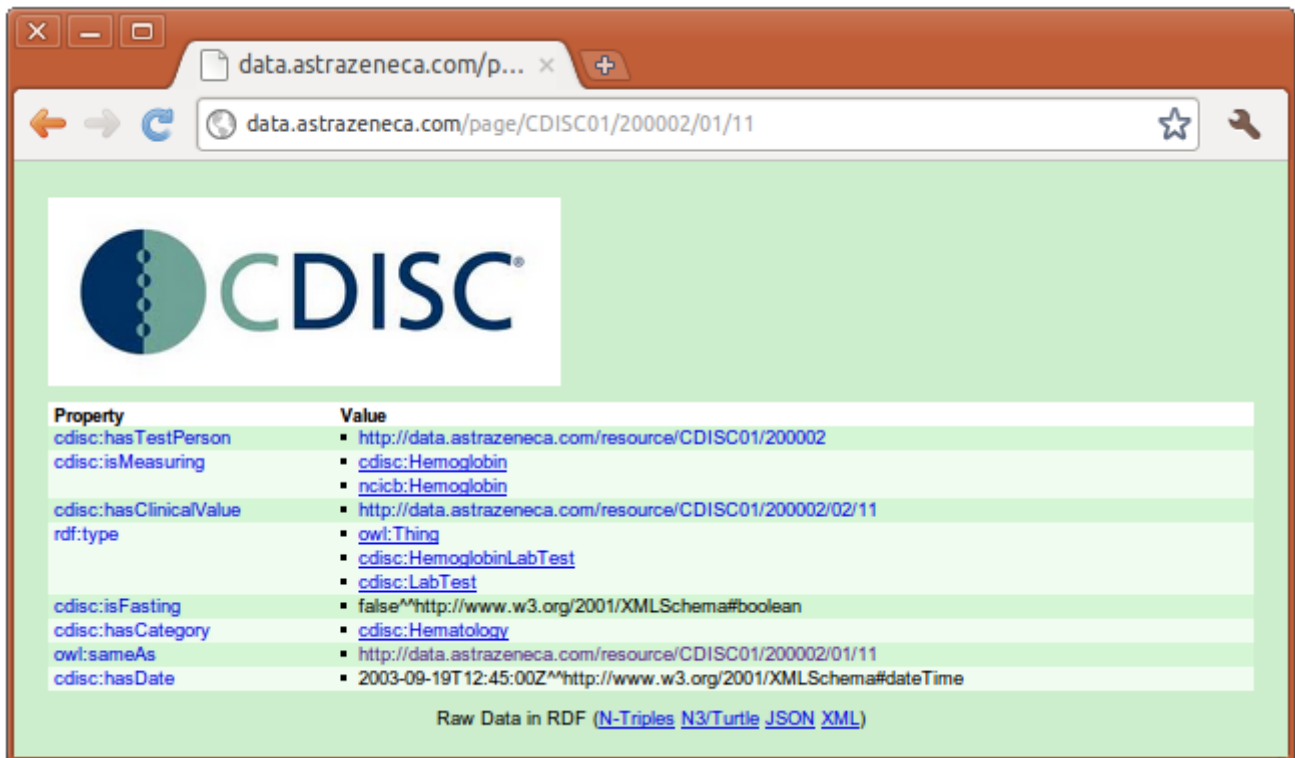 data.astrazeneca.com/p...
data.astrazeneca.com/page/CDISC01/200002/01/11
CDISC®
Property Value
cdisc:hasTestPerson http://data.astrazeneca.com/resource/CDISC01/200002
cdisc:isMeasuring cdisc:Hemoglobin
ncicb:Hemoglobin
cdisc:hasClinicalValue http://data.astrazeneca.com/resource/CDISC01/200002/02/11
rdf:type owl:Thing
cdisc:HemoglobinLabTest
cdisc:LabTest
cdisc:isFasting false^^http://www.w3.org/2001/XMLSchema#boolean
cdisc:hasCategory cdisc:Hematology
owl:sameAs http://data.astrazeneca.com/resource/CDISC01/200002/01/11
cdisc:hasDate 2003-09-19T12:45:00Z^^http://www.w3.org/2001/XMLSchema#dateTime
Raw Data in RDF (N-Triples N3/Turtle JSON XML)